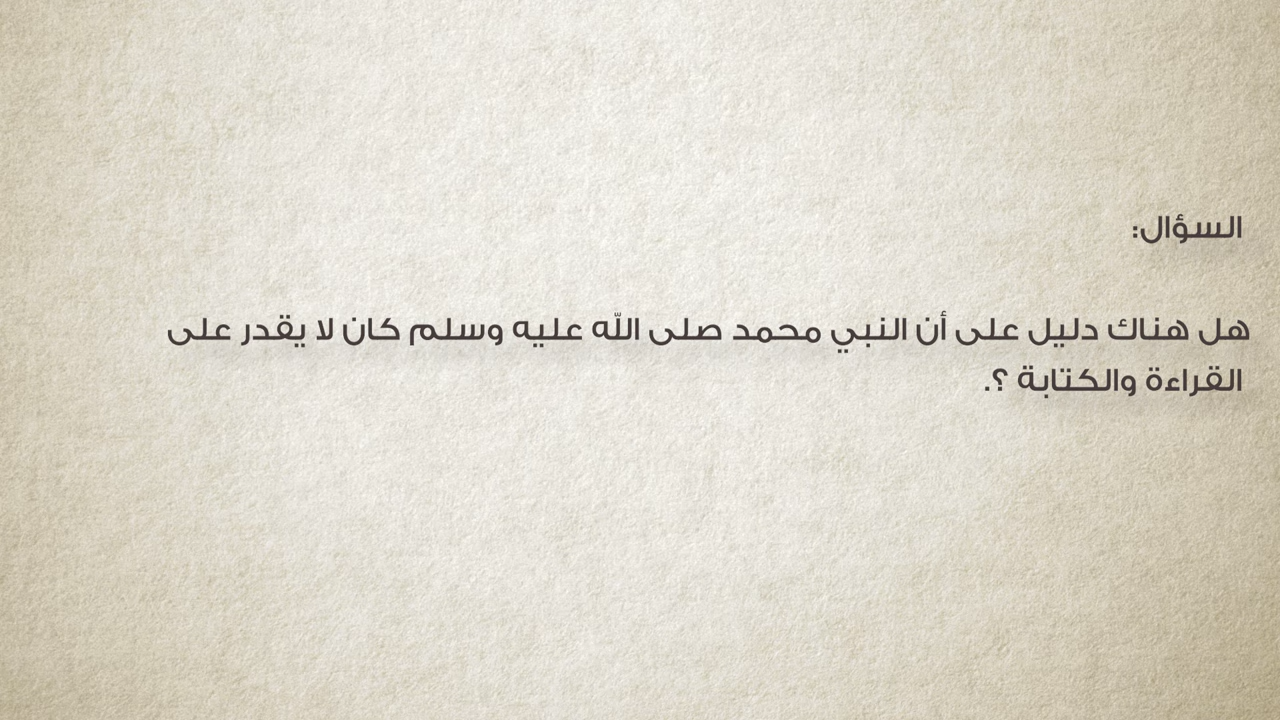 السؤال:
هل هناك دليل على أن النبي محمد صلى الله عليه وسلم كان لا يقدر على
القراءة والكتابة ؟.